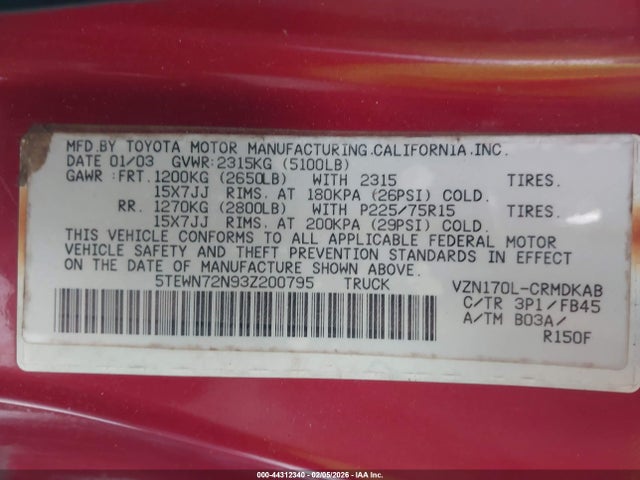 MFD.BY TOYOTA MOTOR MANUFACTURING.CALIFORNIA.INC.
DATE 01/03 GVWR:2315KG (5100LB)
GAWR:FRT.1200KG (2650LB) WITH 2315 TIRES.
15X7JJ RIMS. AT 180KPA (26PSI) COLD.
RR. 1270KG (2800LB) WITH P225/75R15 TIRES.
15X7JJ RIMS. AT 200KPA (29PSI) COLD.
THIS VEHICLE CONFORMS TO ALL APPLICABLE FEDERAL MOTOR
VEHICLE SAFETY AND THEFT PREVENTION STANDARDS IN EFFECT
ON THE DATE OF MANUFACTURE SHOWN ABOVE.
5TEWN72N93Z200795 TRUCK VZN170L-CRMDKAB
C/TR 3P1/FB45
A/TM B03A/
R150F
000-44312340 - 02/05/2026 - IAA Inc.